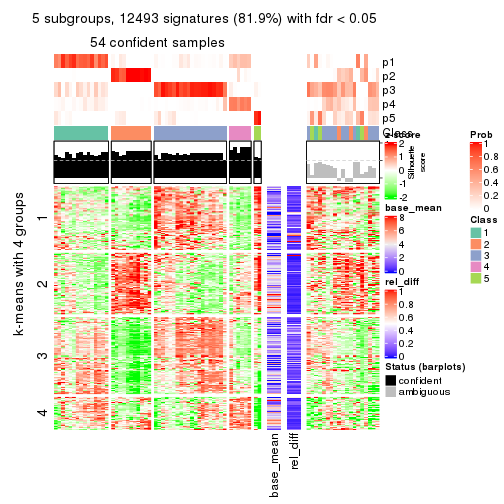 5 subgroups, 12493 signatures (81.9%) with fdr < 0.05
54 confident samples
p1
p2
p3
p4
p5
Class
Silhouette
score
k-means with 4 groups
1
2
3
4
base_mean
rel_diff
z-score
2
1
0
-1
-2
base_mean
8
6
4
2
0
rel_diff
1
0.8
0.6
0.4
0.2
0
Status (barplots)
confident
ambiguous
Prob
1
0.8
0.6
0.4
0.2
0
Class
1
2
3
4
5